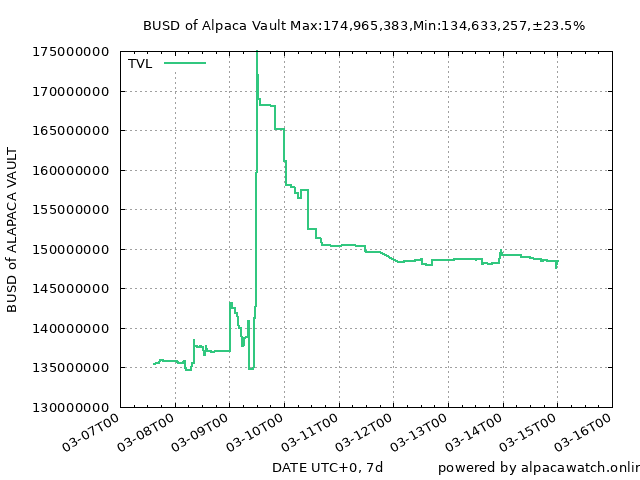 BUSD of Alpaca Vault Max:174,965,383,Min:134,633,257,±23.5%
TVL
BUSD of ALAPACA VAULT
175000000
170000000
165000000
160000000
155000000
150000000
145000000
140000000
135000000
130000000
03-07T00
03-08T00
03-09T00
03-10T00
03-11T00
03-12T00
03-13T00
03-14T00
03-15T00
03-16T00
DATE UTC+0, 7d
powered by alpacawatch.onlin